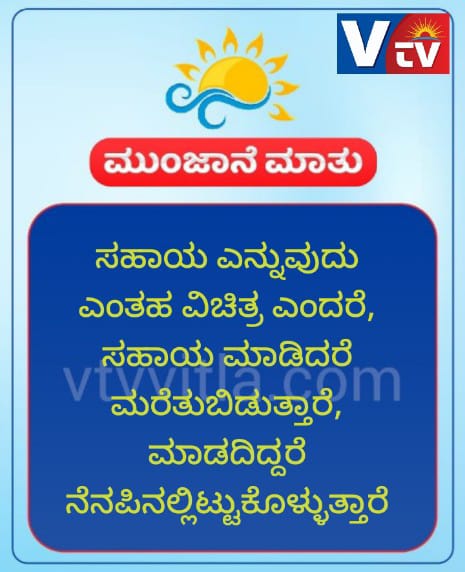 V tv
ಮುಂಜಾನೆ ಮಾತು
ಸಹಾಯ ಎನ್ನುವುದು
ಎಂತಹ ವಿಚಿತ್ರ ಎಂದರೆ,
ಸಹಾಯ ಮಾಡಿದರೆ
vtvvitla.com
ಮರೆತುಬಿಡುತ್ತಾರೆ,
ಮಾಡದಿದ್ದರೆ
ನೆನಪಿನಲ್ಲಿಟ್ಟುಕೊಳ್ಳುತ್ತಾರೆ